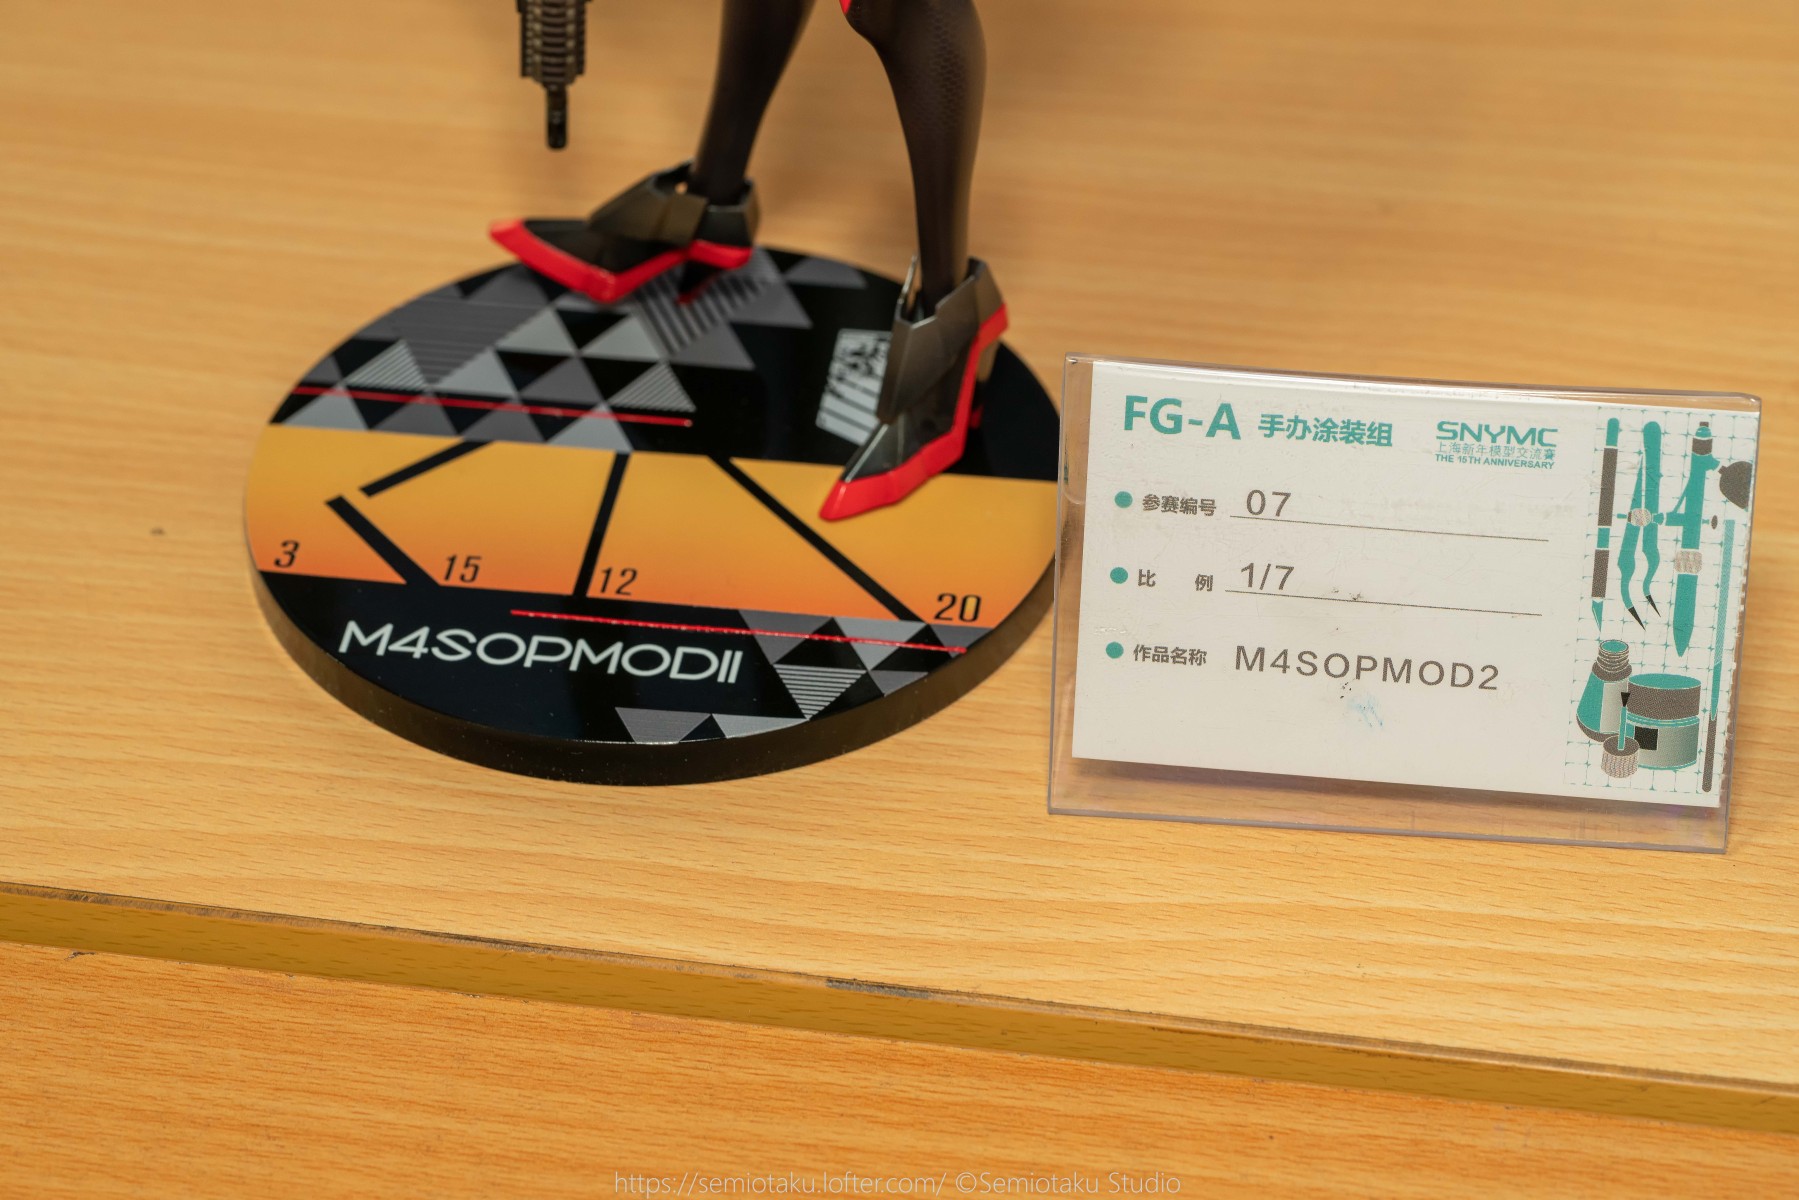 3
15
12
20
M4SOPMODII
FG-A 手办涂装组
SNYMC
上海新年模型交流赛
THE 15TH ANNIVERSARY
参赛编号 07
比 例 1/7
作品名称 M4SOPMOD2
https://semiotaku.lofter.com/ ©Semiotaku Studio